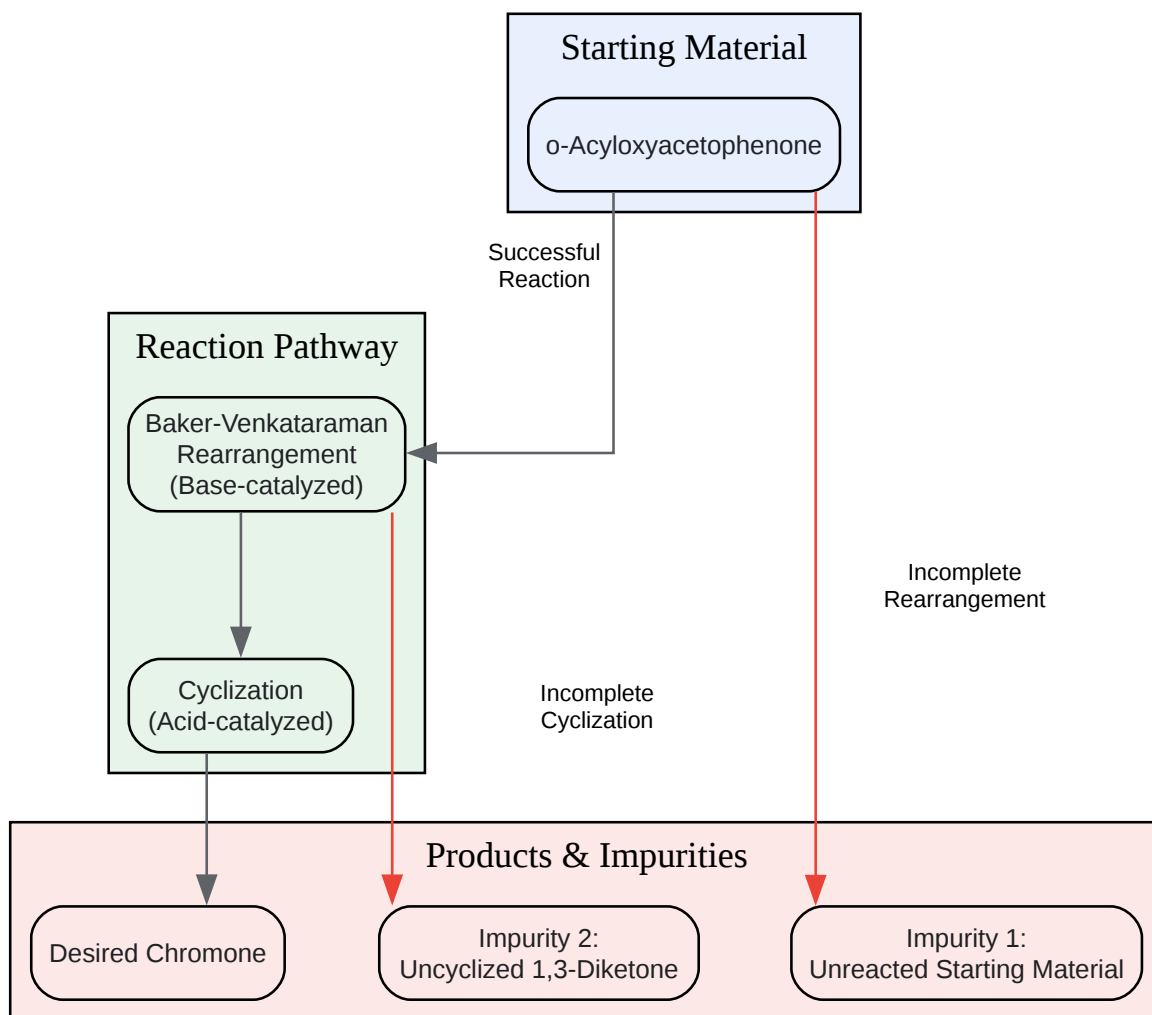 Starting Material
o-Acyloxyacetophenone
Successful
Reaction
Reaction Pathway
Baker-Venkataraman
Rearrangement
(Base-catalyzed)
Incomplete
Rearrangement
Cyclization
(Acid-catalyzed)
Incomplete
Cyclization
Products & Impurities
Desired Chromone
Impurity 2:
Uncyclized 1,3-Diketone
Impurity 1:
Unreacted Starting Material